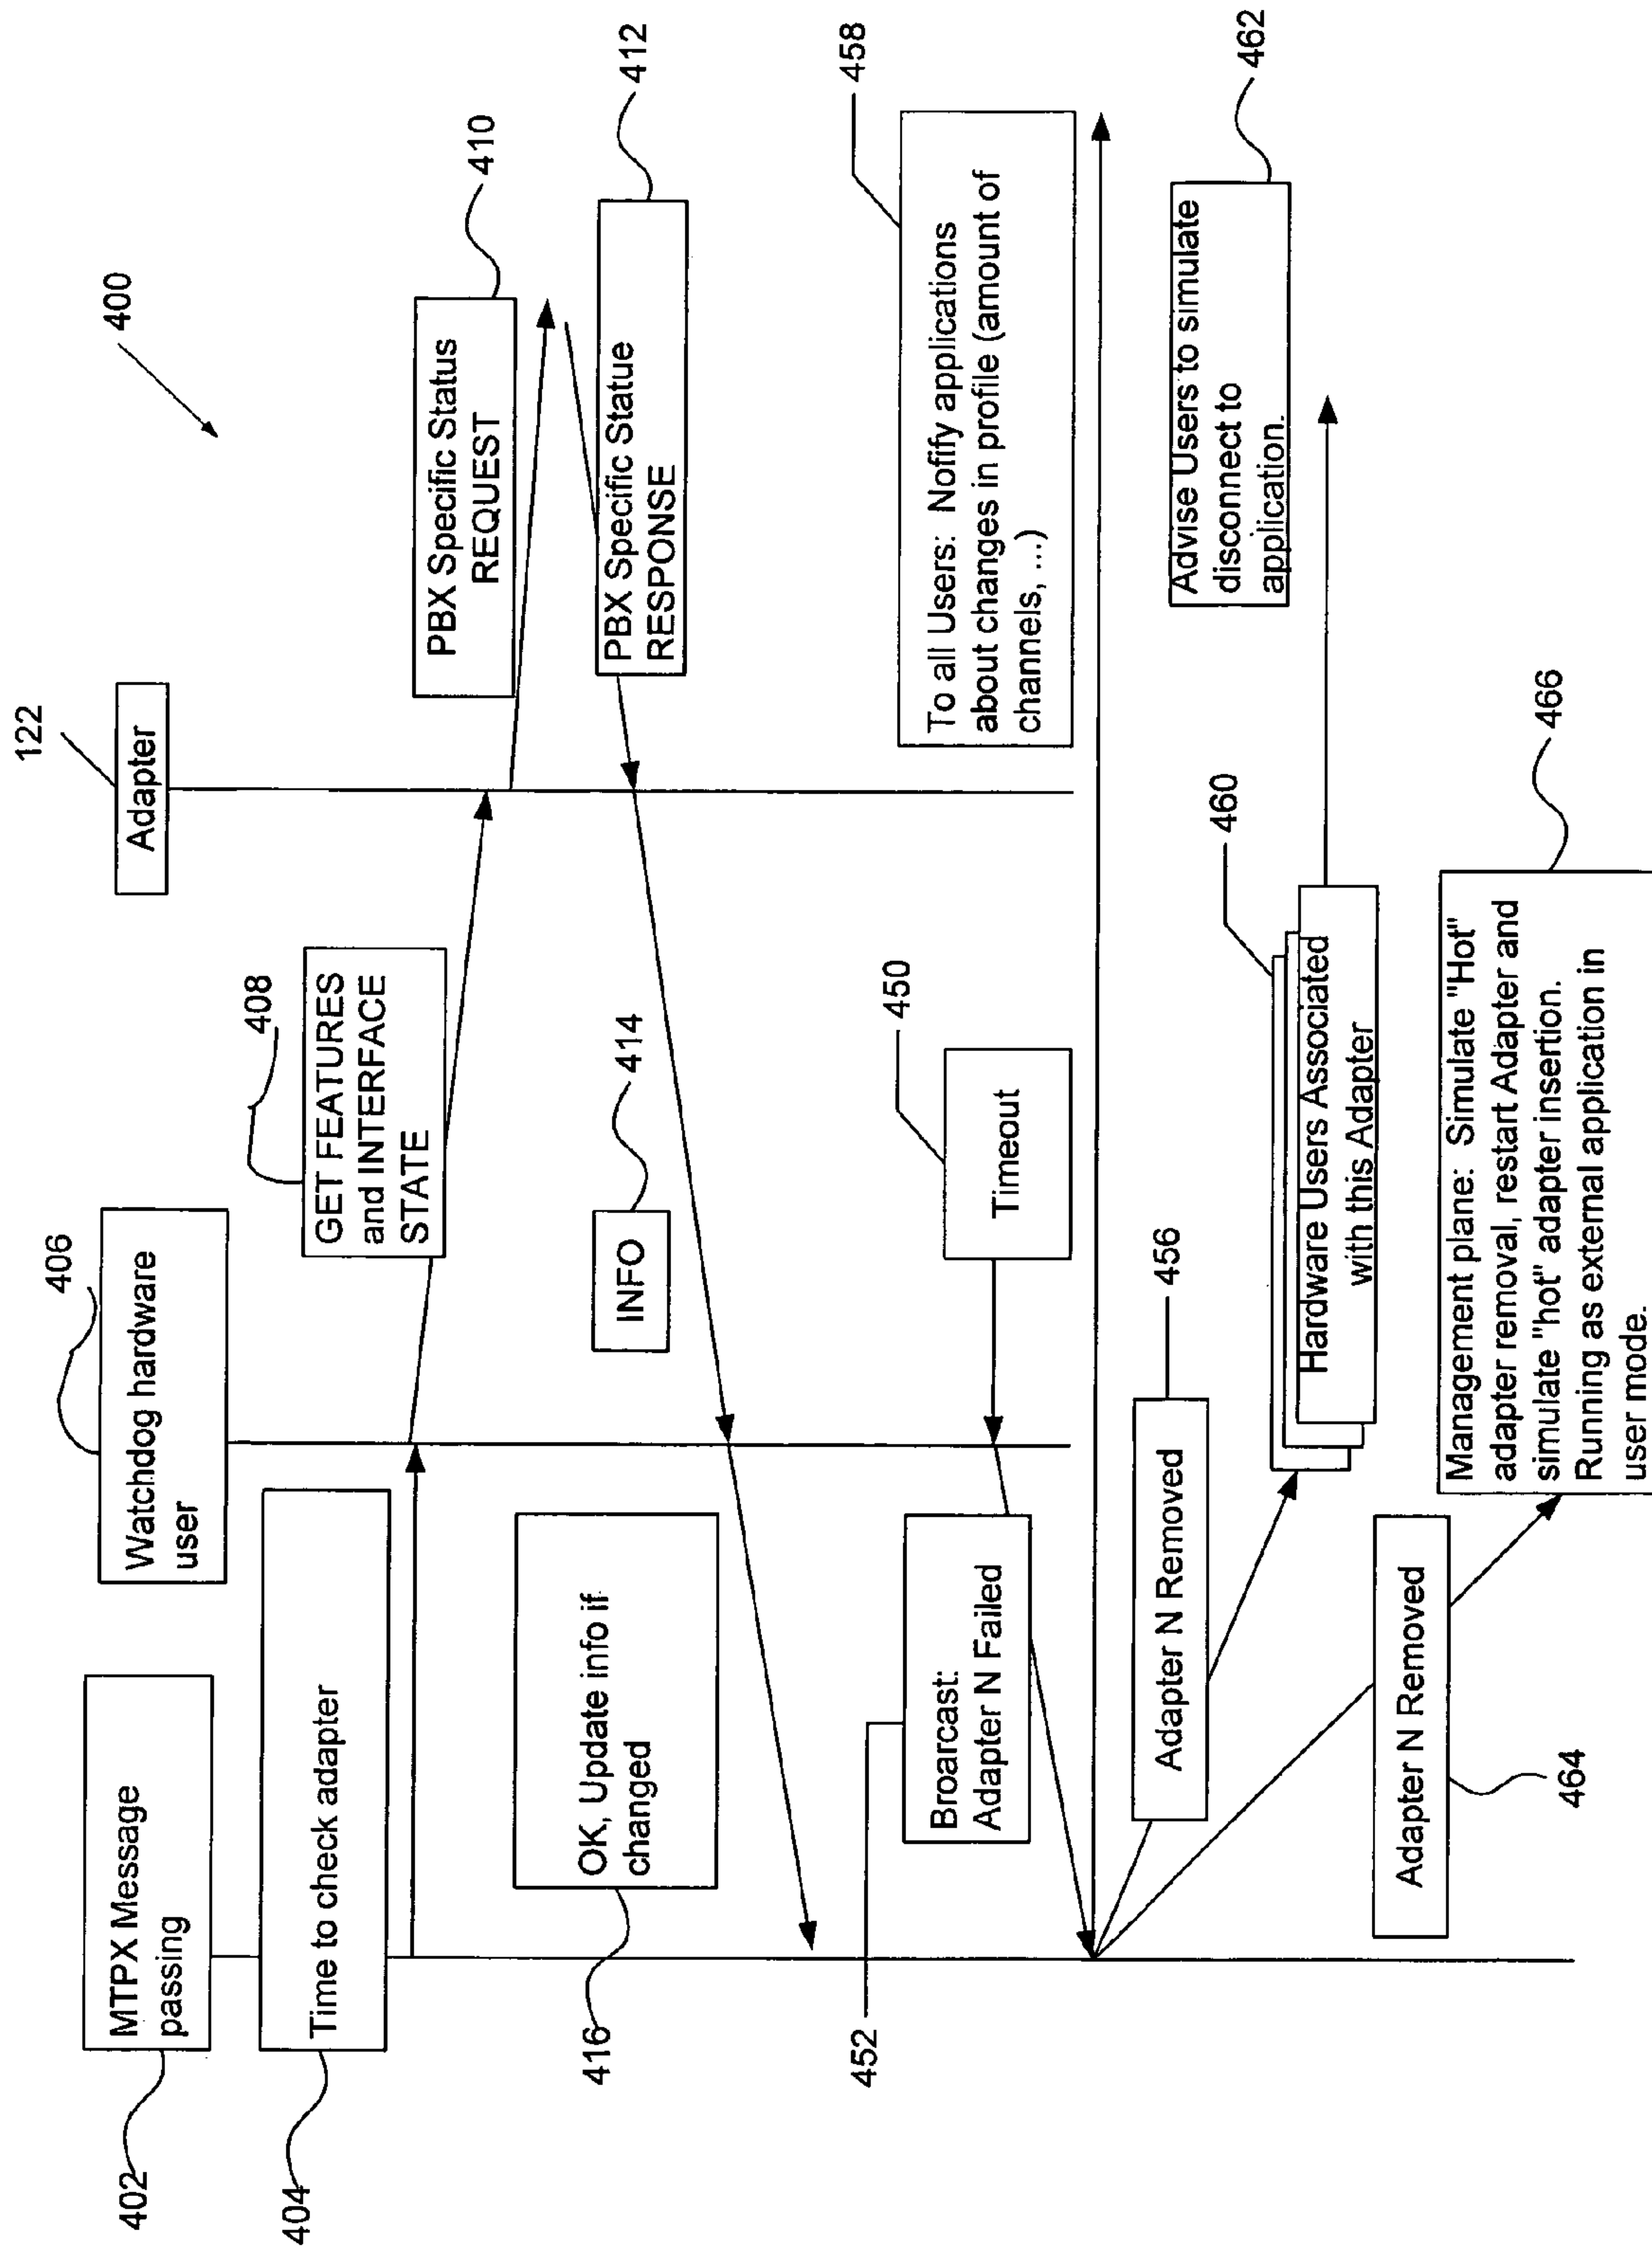 400
122
Adapter
406
Watchdog hardware
user
402
MTPX Message
passing
404
Time to check adapter
408
GET FEATURES
and INTERFACE
STATE
410
PBX Specific Status
REQUEST
412
PBX Specific Statue
RESPONSE
414
INFO
416
OK, Update info if
changed
450
Timeout
452
Broarcast:
Adapter N Failed
458
To all Users: Nofify applications
about changes in profile (amount of
channels, ...)
456
Adapter N Removed
460
Hardware Users Associated
with this Adapter
462
Advise Users to simulate
disconnect to
application.
464
Adapter N Removed
466
Management plane: Simulate "Hot"
adapter removal, restart Adapter and
simulate "hot" adapter insertion.
Running as external application in
user mode.